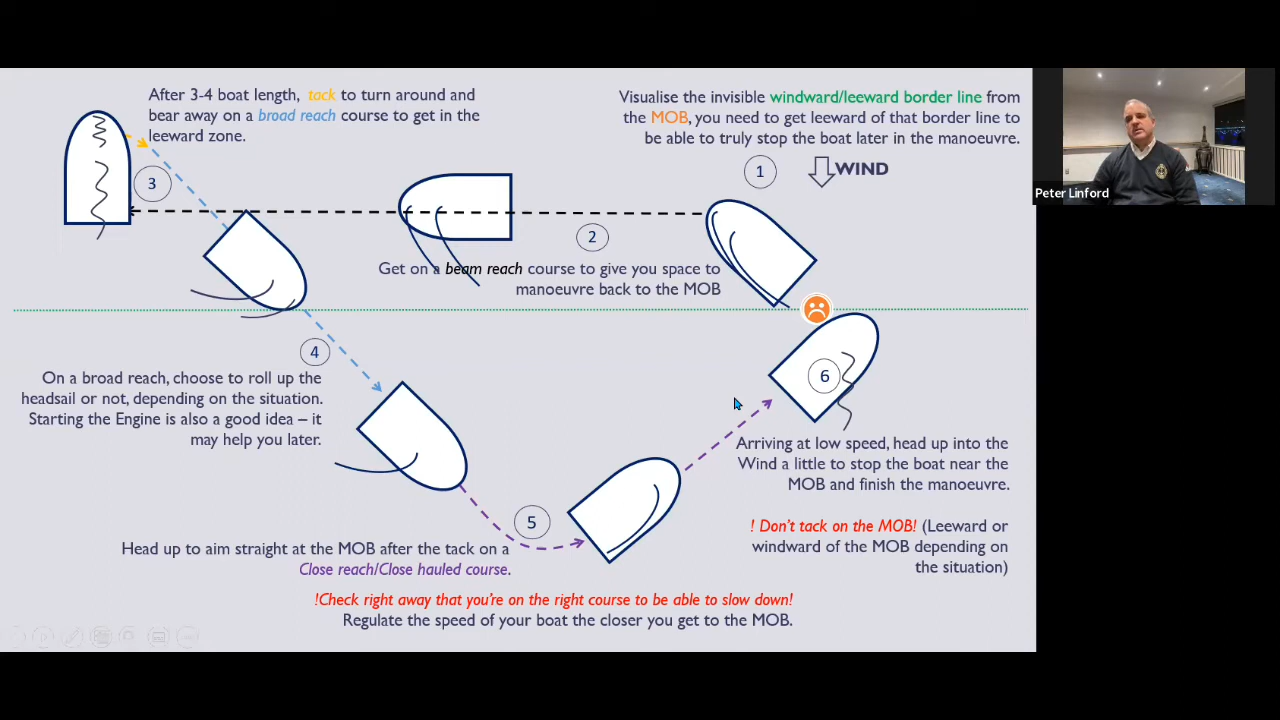 After 3-4 boat length, tack to turn around and
bear away on a broad reach course to get in the
leeward zone.
Visualise the invisible windward/leeward border line from
the MOB, you need to get leeward of that border line to
be able to truly stop the boat later in the manoeuvre.
1
WIND
Peter Linford
3
2
Get on a beam reach course to give you space to
manoeuvre back to the MOB
4
On a broad reach, choose to roll up the
headsail or not, depending on the situation.
Starting the Engine is also a good idea – it
may help you later.
6
Arriving at low speed, head up into the
Wind a little to stop the boat near the
MOB and finish the manoeuvre.
! Don't tack on the MOB! (Leeward or
windward of the MOB depending on
the situation)
5
Head up to aim straight at the MOB after the tack on a
Close reach/Close hauled course.
!Check right away that you're on the right course to be able to slow down!
Regulate the speed of your boat the closer you get to the MOB.